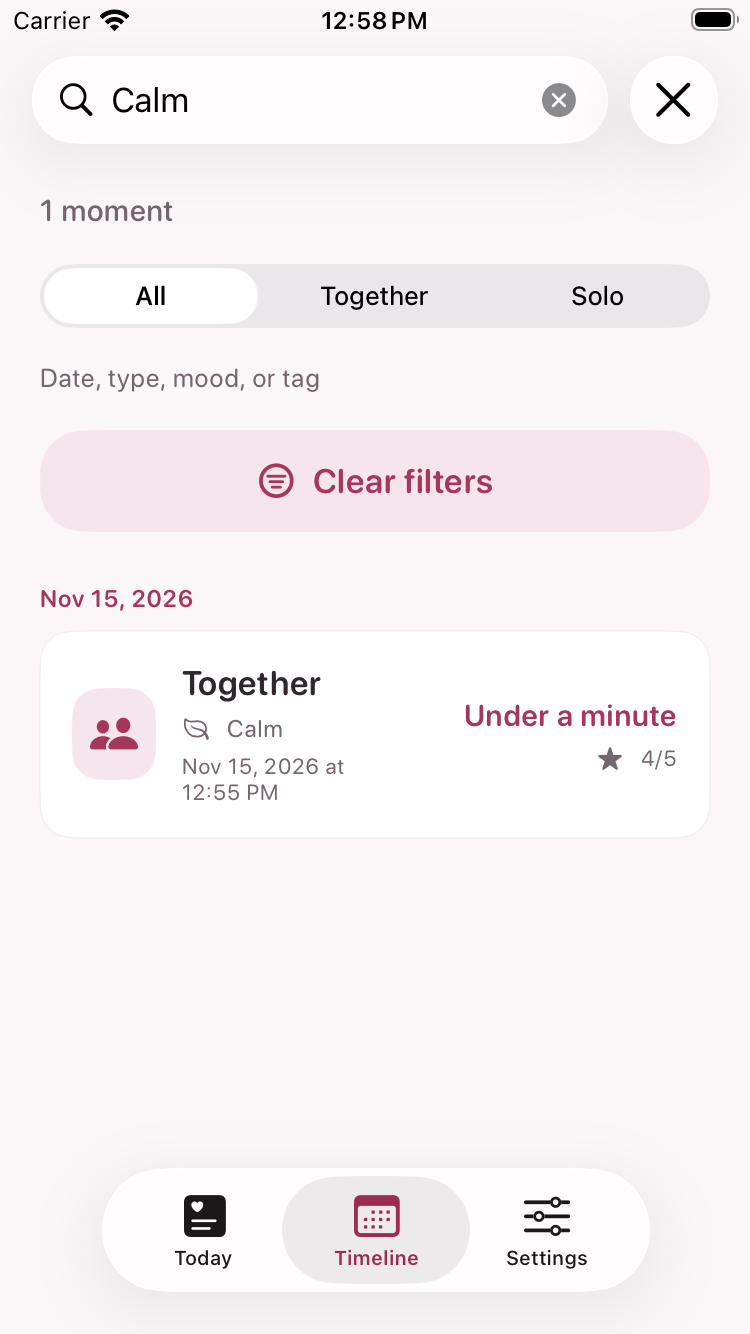 Carrier 12:58 PM
Calm
1 moment
All Together Solo
Date, type, mood, or tag
Clear filters
Nov 15, 2026
Together
Calm
Nov 15, 2026 at
12:55 PM
Under a minute
4/5
Today Timeline Settings